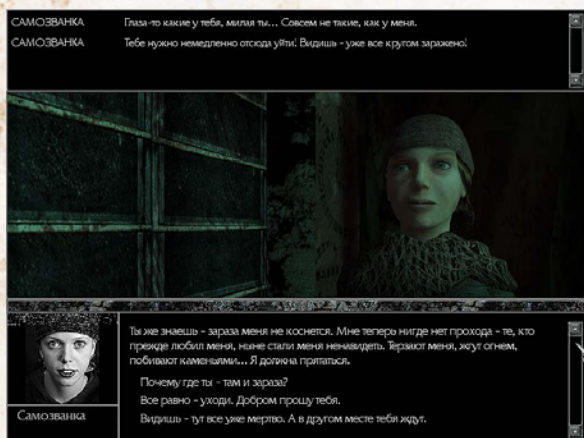 САМОЗВАНКА Глаза-то какие у тебя, милая ты... Совсем не такие, как у меня.
САМОЗВАНКА Тебе нужно немедленно отсюда уйти! Видишь - уже все кругом заражено!
Ты же знаешь - зараза меня не коснется. Мне теперь нигде нет прохода - те, кто
прежде любил меня, ныне стали меня ненавидеть. Терзают меня, жгут огнем,
побивают каменьями... Я должна прятаться.
Почему где ты - там и зараза?
Все равно - уходи. Добром прошу тебя.
Видишь - тут все уже мертво. А в другом месте тебя ждут.
Самозванка